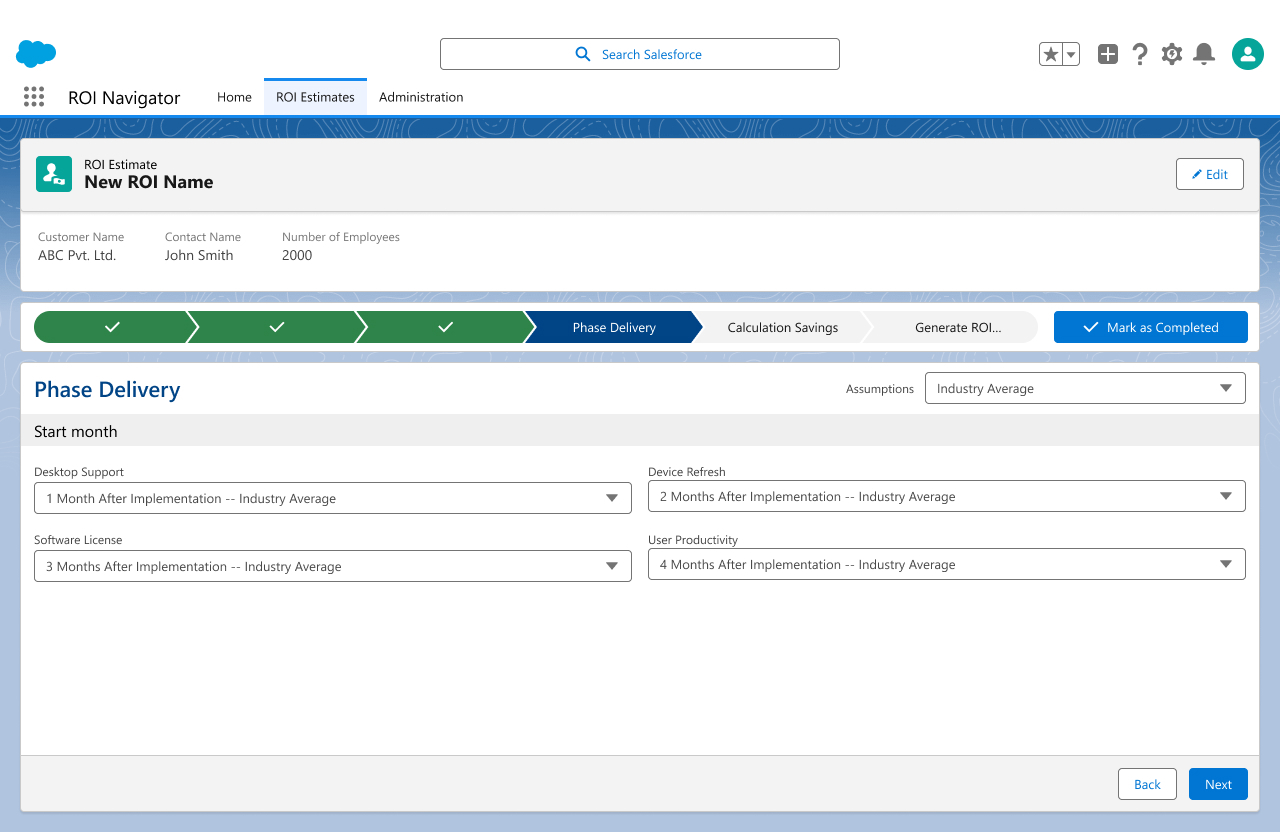 Search Salesforce
ROI Navigator
Home
ROI Estimates
Administration
ROI Estimate
New ROI Name
Edit
Customer Name
Contact Name
Number of Employees
ABC Pvt. Ltd.
John Smith
2000
Phase Delivery
Calculation Savings
Generate ROI...
Mark as Completed
Phase Delivery
Assumptions
Industry Average
Start month
Desktop Support
Device Refresh
1 Month After Implementation -- Industry Average
2 Months After Implementation -- Industry Average
Software License
User Productivity
3 Months After Implementation -- Industry Average
4 Months After Implementation -- Industry Average
Back
Next